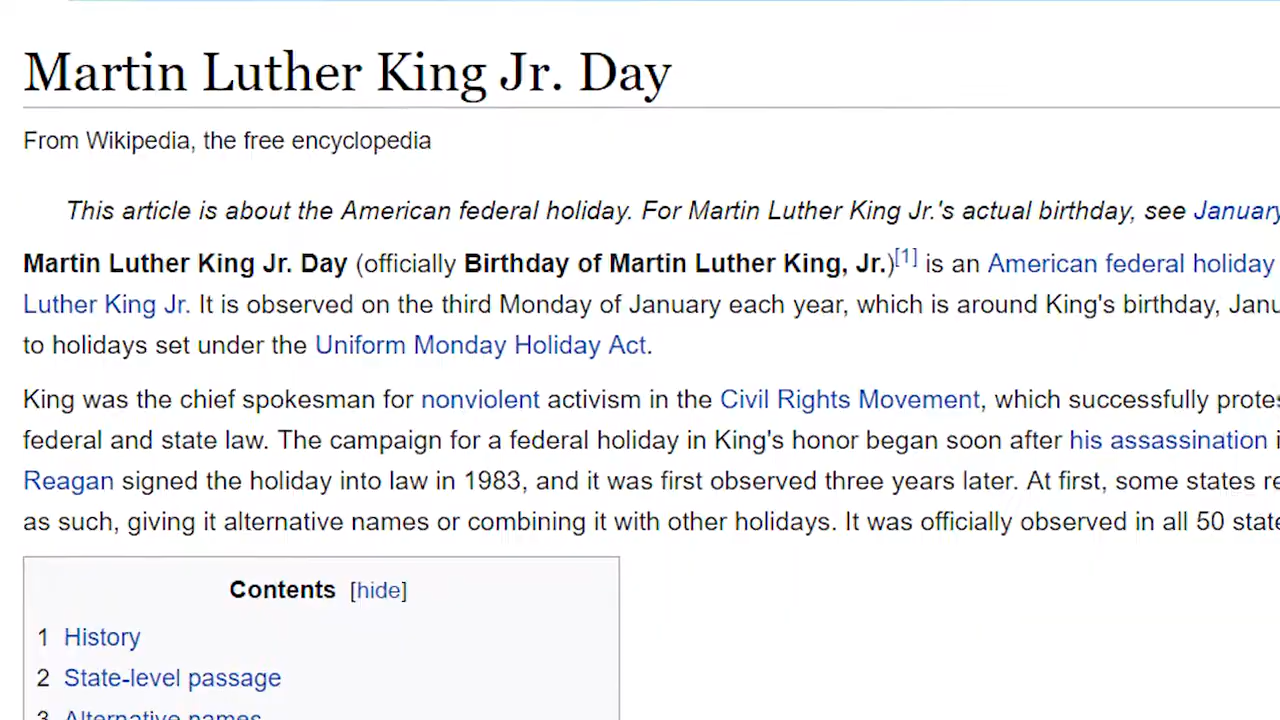 Martin Luther King Jr. Day
From Wikipedia, the free encyclopedia
This article is about the American federal holiday. For Martin Luther King Jr.'s actual birthday, see January
Martin Luther King Jr. Day (officially Birthday of Martin Luther King, Jr.)[1] is an American federal holiday
Luther King Jr. It is observed on the third Monday of January each year, which is around King's birthday,
to holidays set under the Uniform Monday Holiday Act.
King was the chief spokesman for nonviolent activism in the Civil Rights Movement, which successfully
federal and state law. The campaign for a federal holiday in King's honor began soon after his assassination
Reagan signed the holiday into law in 1983, and it was first observed three years later. At first, some states
as such, giving it alternative names or combining it with other holidays. It was officially observed in all 50
Contents [hide]
1 History
2 State-level passage
3 Alternative names